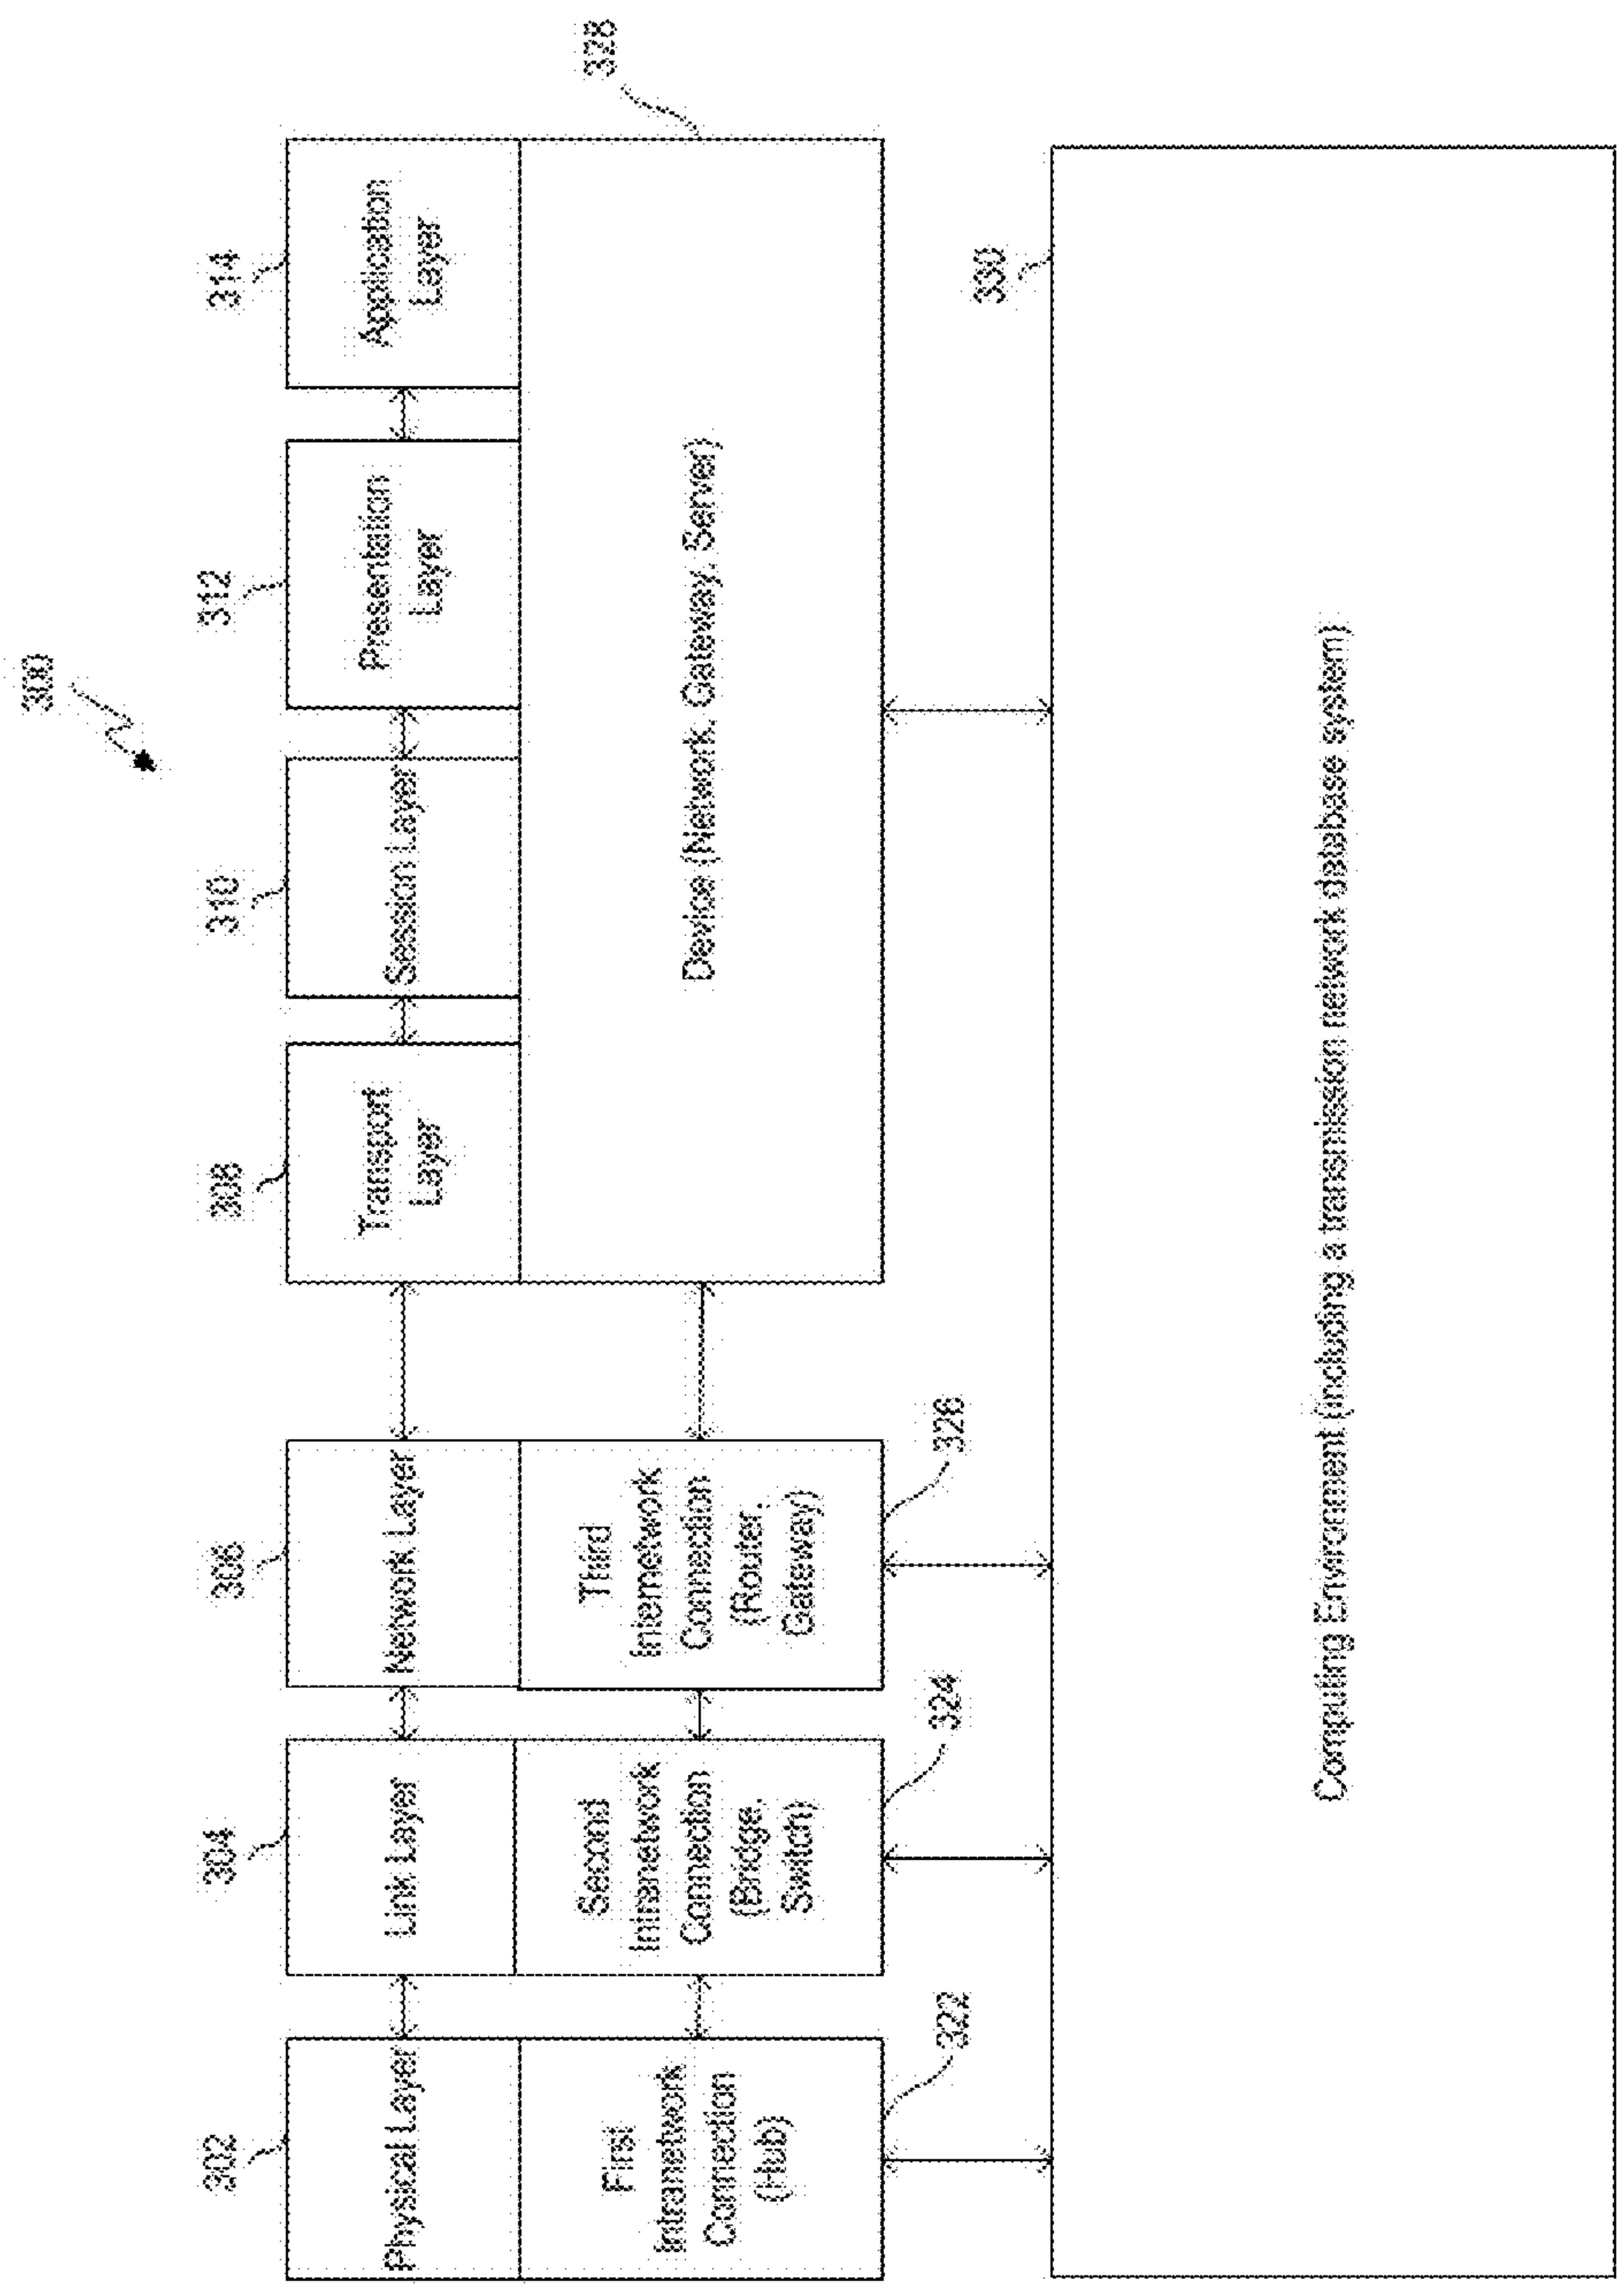 300
302
304
306
308
310
312
314
Physical Layer
Link Layer
Network Layer
Transport
Layer
Session Layer
Presentation
Layer
Application
Layer
First
Intranetwork
Connection
(Hub)
Second
Intranetwork
Connection
(Bridge,
Switch)
Third
Internetwork
Connection
(Router,
Gateway)
Device (Network, Gateway, Server)
328
322
324
326
330
Computing Environment (including a transmission network database system)